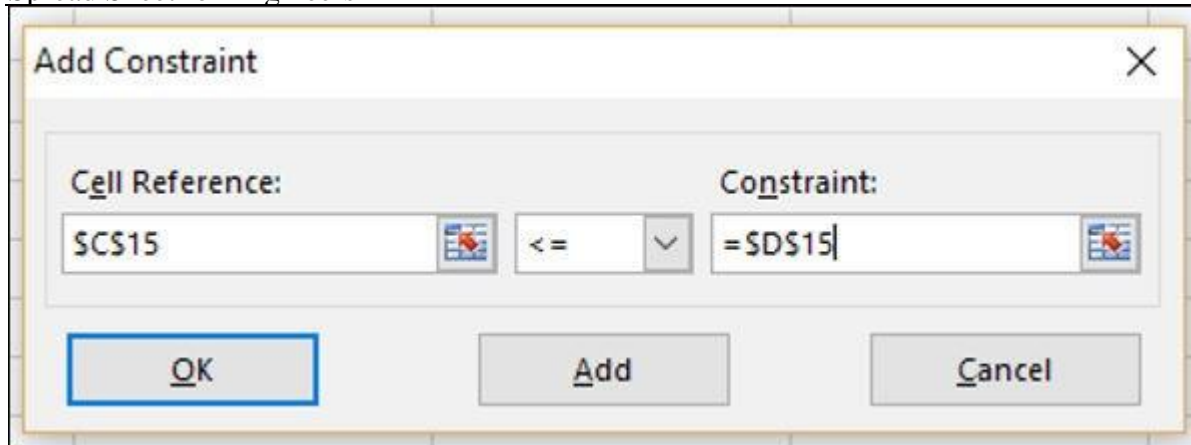 Add Constraint
Cell Reference:
Constraint:
$C$15
<=
=$D$15
OK
Add
Cancel